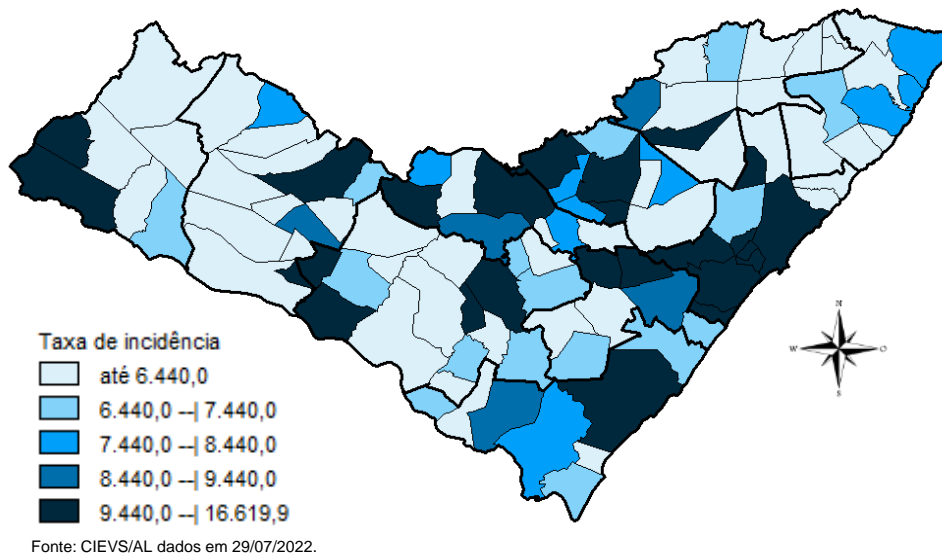 N
W
O
S
Taxa de incidência
até 6.440,0
6.440,0 --| 7.440,0
7.440,0 --| 8.440,0
8.440,0 --| 9.440,0
9.440,0 --| 16.619,9
Fonte: CIEVS/AL dados em 29/07/2022.